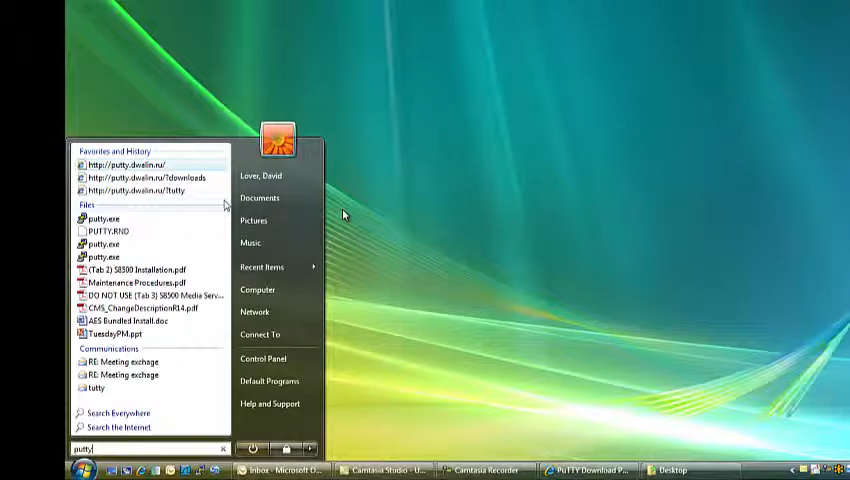 Favorites and History
http://putty.dwalin.ru/
http://putty.dwalin.ru/?downloads
http://putty.dwalin.ru/?tutty
Files
putty.exe
PUTTY.RND
putty.exe
putty.exe
(Tab 2) S8500 Installation.pdf
Maintenance Procedures.pdf
DO NOT USE (Tab 3) S8500 Media Serv...
CMS_ChangeDescriptionR14.pdf
AES Bundled Install.doc
TuesdayPM.ppt
Communications
RE: Meeting exchage
RE: Meeting exchage
tutty
Search Everywhere
Search the Internet
putty
Lover, David
Documents
Pictures
Music
Recent Items
Computer
Network
Connect To
Control Panel
Default Programs
Help and Support
Inbox - Microsoft O...
Camtasia Studio - U...
Camtasia Recorder
PuTTY Download P...
Desktop